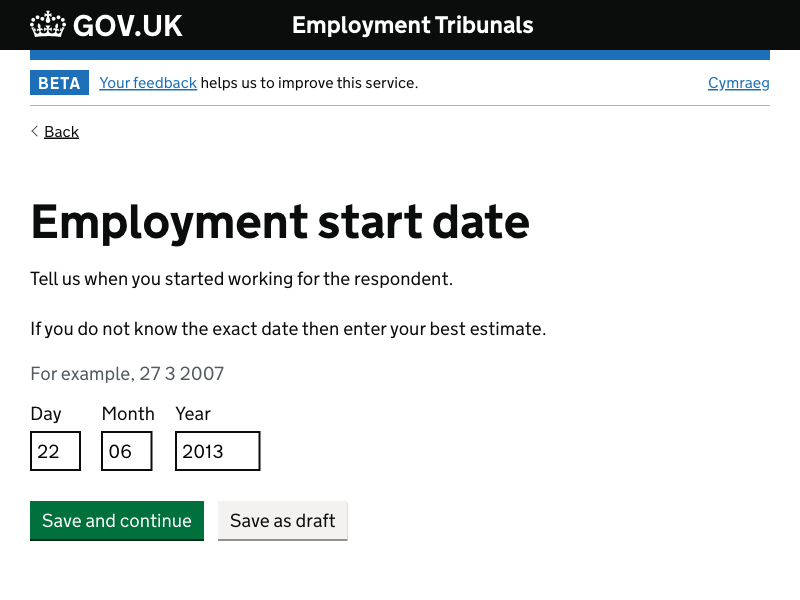 GOV.UK Employment Tribunals
BETA Your feedback helps us to improve this service. Cymraeg
Back
Employment start date
Tell us when you started working for the respondent.
If you do not know the exact date then enter your best estimate.
For example, 27 3 2007
Day Month Year
22 06 2013
Save and continue Save as draft